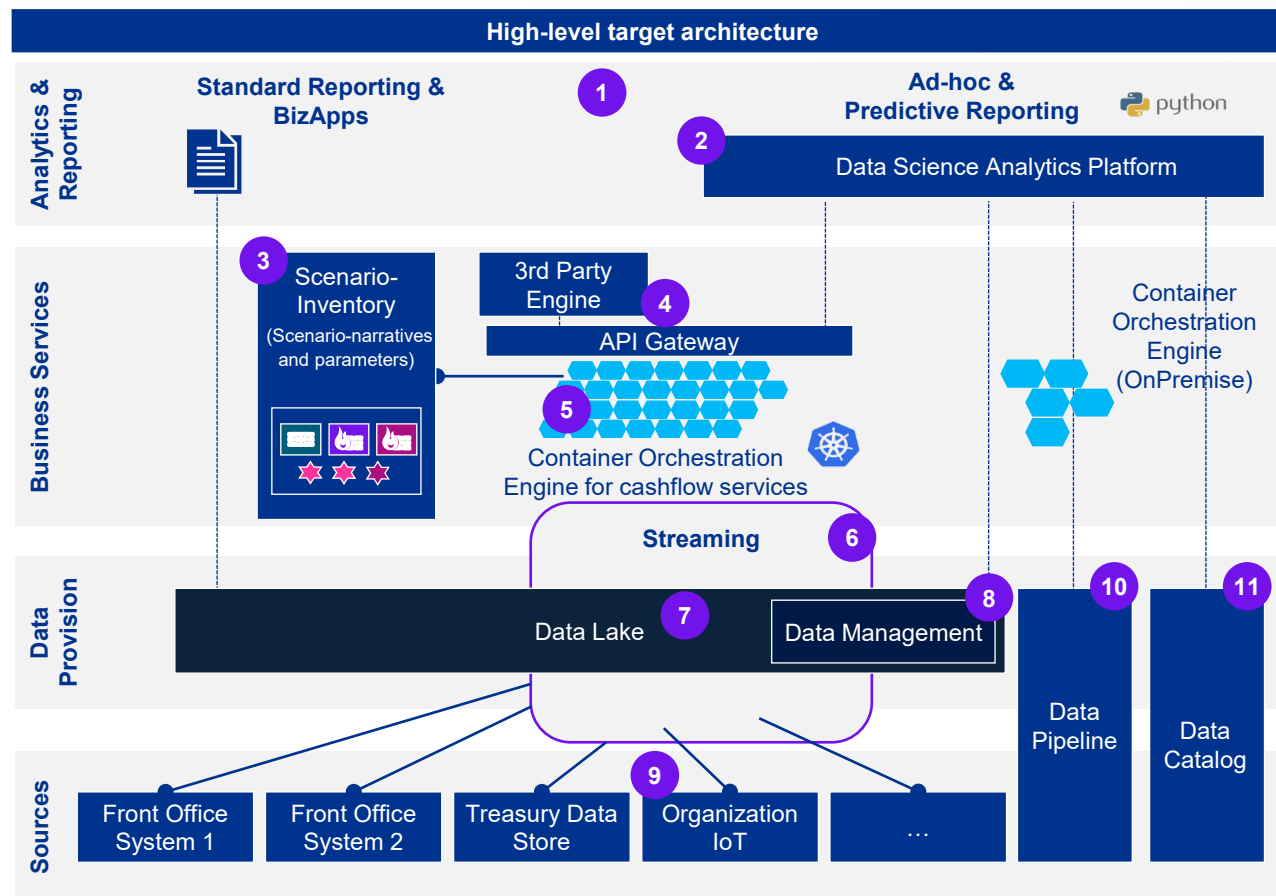 High-level target architecture
Analytics &
Reporting
Standard Reporting &
BizApps
1
Ad-hoc &
Predictive Reporting
python
2
Data Science Analytics Platform
Business Services
3
Scenario-
Inventory
(Scenario-narratives
and parameters)
3rd Party
Engine
4
API Gateway
5
Container Orchestration
Engine for cashflow services
Container
Orchestration
Engine
(OnPremise)
Data
Provision
Streaming
6
7
Data Lake
8
Data Management
10
Data
Pipeline
11
Data
Catalog
Sources
9
Front Office
System 1
Front Office
System 2
Treasury Data
Store
Organization
IoT
…